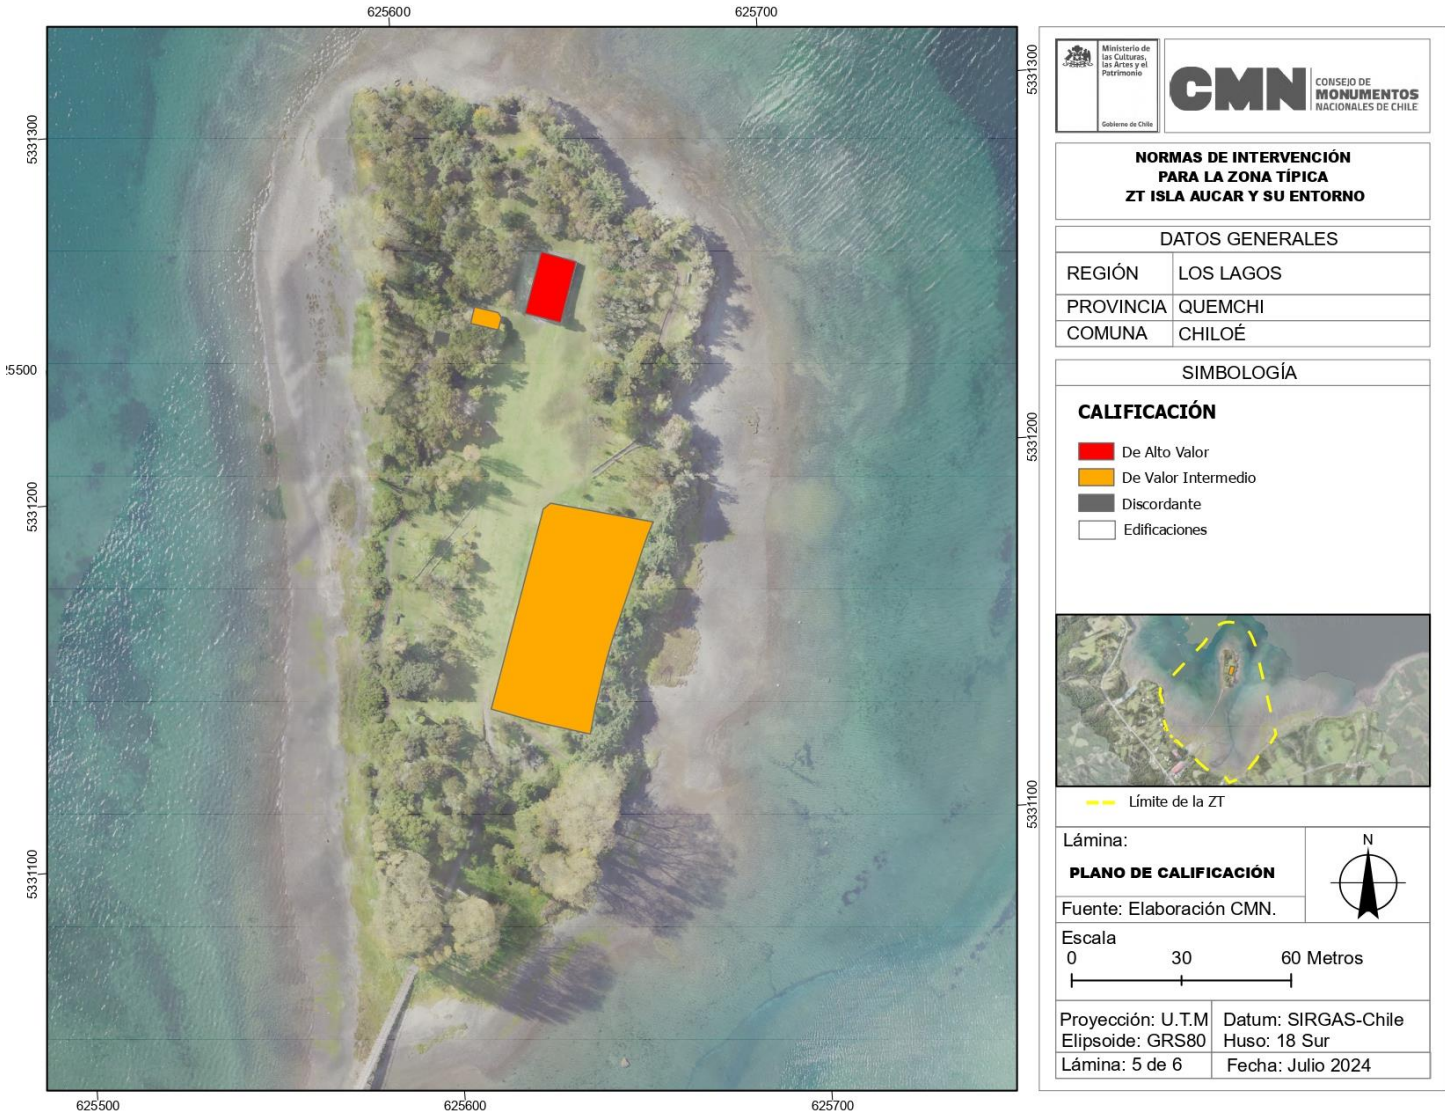 625600
625700
5331300
5331300
Ministerio de
las Culturas,
las Artes y el
Patrimonio
Gobierno de Chile
CMN
CONSEJO DE
MONUMENTOS
NACIONALES DE CHILE
NORMAS DE INTERVENCIÓN
PARA LA ZONA TÍPICA
ZT ISLA AUCAR Y SU ENTORNO
DATOS GENERALES
REGIÓN LOS LAGOS
PROVINCIA QUEMCHI
COMUNA CHILOÉ
SIMBOLOGÍA
CALIFICACIÓN
De Alto Valor
De Valor Intermedio
Discordante
Edificaciones
Límite de la ZT
Lámina:
PLANO DE CALIFICACIÓN
N
Fuente: Elaboración CMN.
Escala
0 30 60 Metros
Proyección: U.T.M
Elipsoide: GRS80
Datum: SIRGAS-Chile
Huso: 18 Sur
Lámina: 5 de 6
Fecha: Julio 2024
25500
5331200
5331200
5331100
5331100
625500
625600
625700